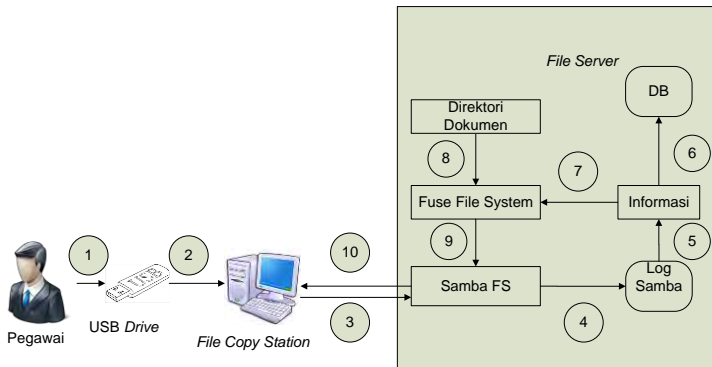 File Server
DB
Direktori
Dokumen
8
7
6
Fuse File System
Informasi
1
2
10
9
5
Samba FS
Log
Samba
3
4
Pegawai
USB Drive
File Copy Station